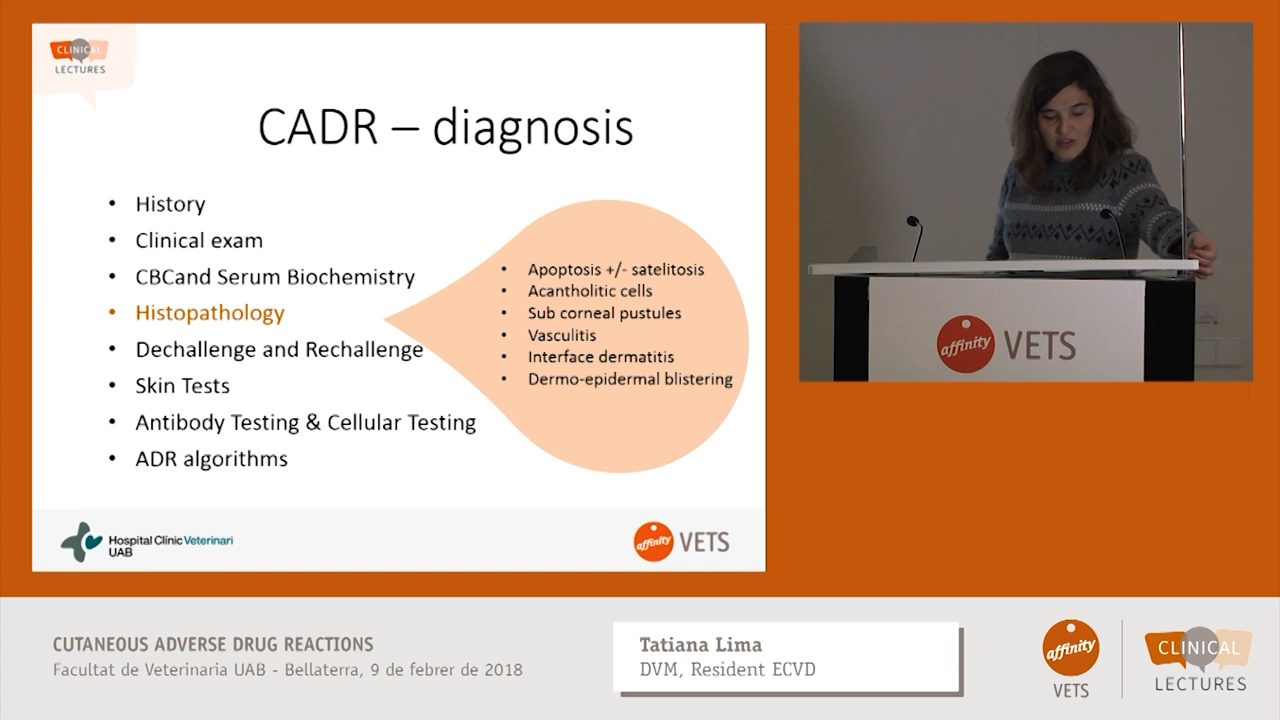 CLINICAL
LECTURES
CADR – diagnosis
• History
• Clinical exam
• CBCand Serum Biochemistry
• Histopathology
• Dechallenge and Rechallenge
• Skin Tests
• Antibody Testing & Cellular Testing
• ADR algorithms
• Apoptosis +/- satelitosis
• Acantholitic cells
• Sub corneal pustules
• Vasculitis
• Interface dermatitis
• Dermo-epidermal blistering
Hospital Clínic Veterinari
UAB
affinity VETS
affinity VETS
CUTANEOUS ADVERSE DRUG REACTIONS
Facultat de Veterinaria UAB - Bellaterra, 9 de febrer de 2018
Tatiana Lima
DVM, Resident ECVD
affinity
VETS
CLINICAL
LECTURES